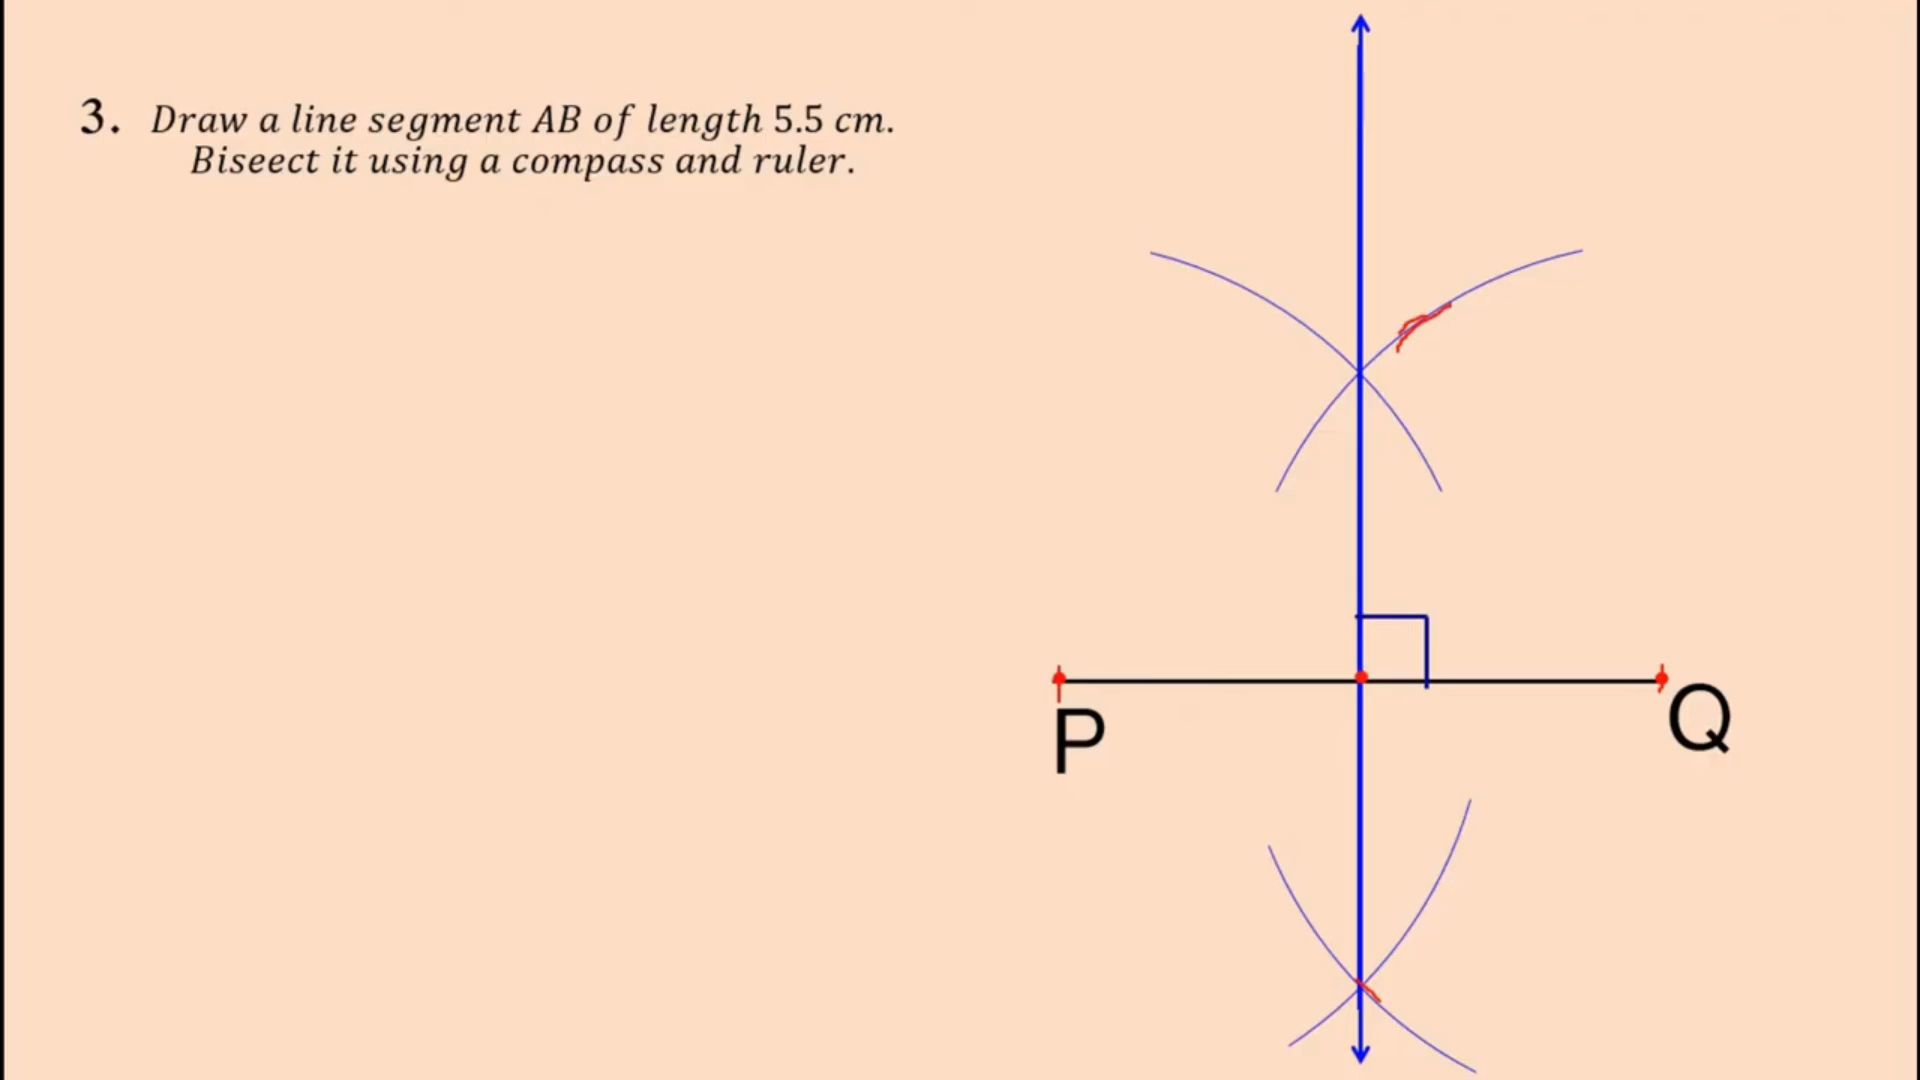 3. Draw a line segment AB of length 5.5 cm.
Biseect it using a compass and ruler.
P
Q